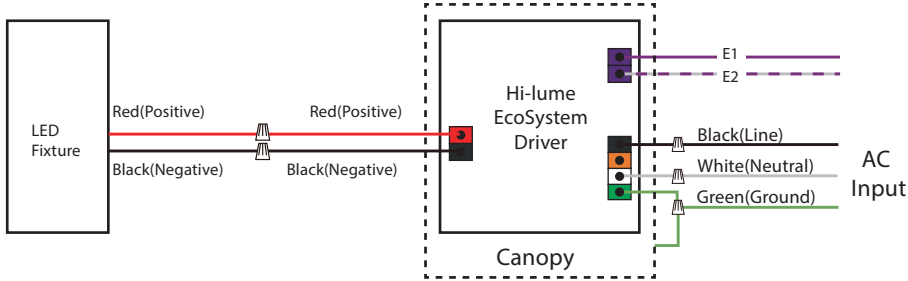 LED
Fixture
Red(Positive)
Red(Positive)
Black(Negative)
Black(Negative)
Hi-lume
EcoSystem
Driver
Canopy
E1
E2
Black(Line)
White(Neutral)
Green(Ground)
AC
Input